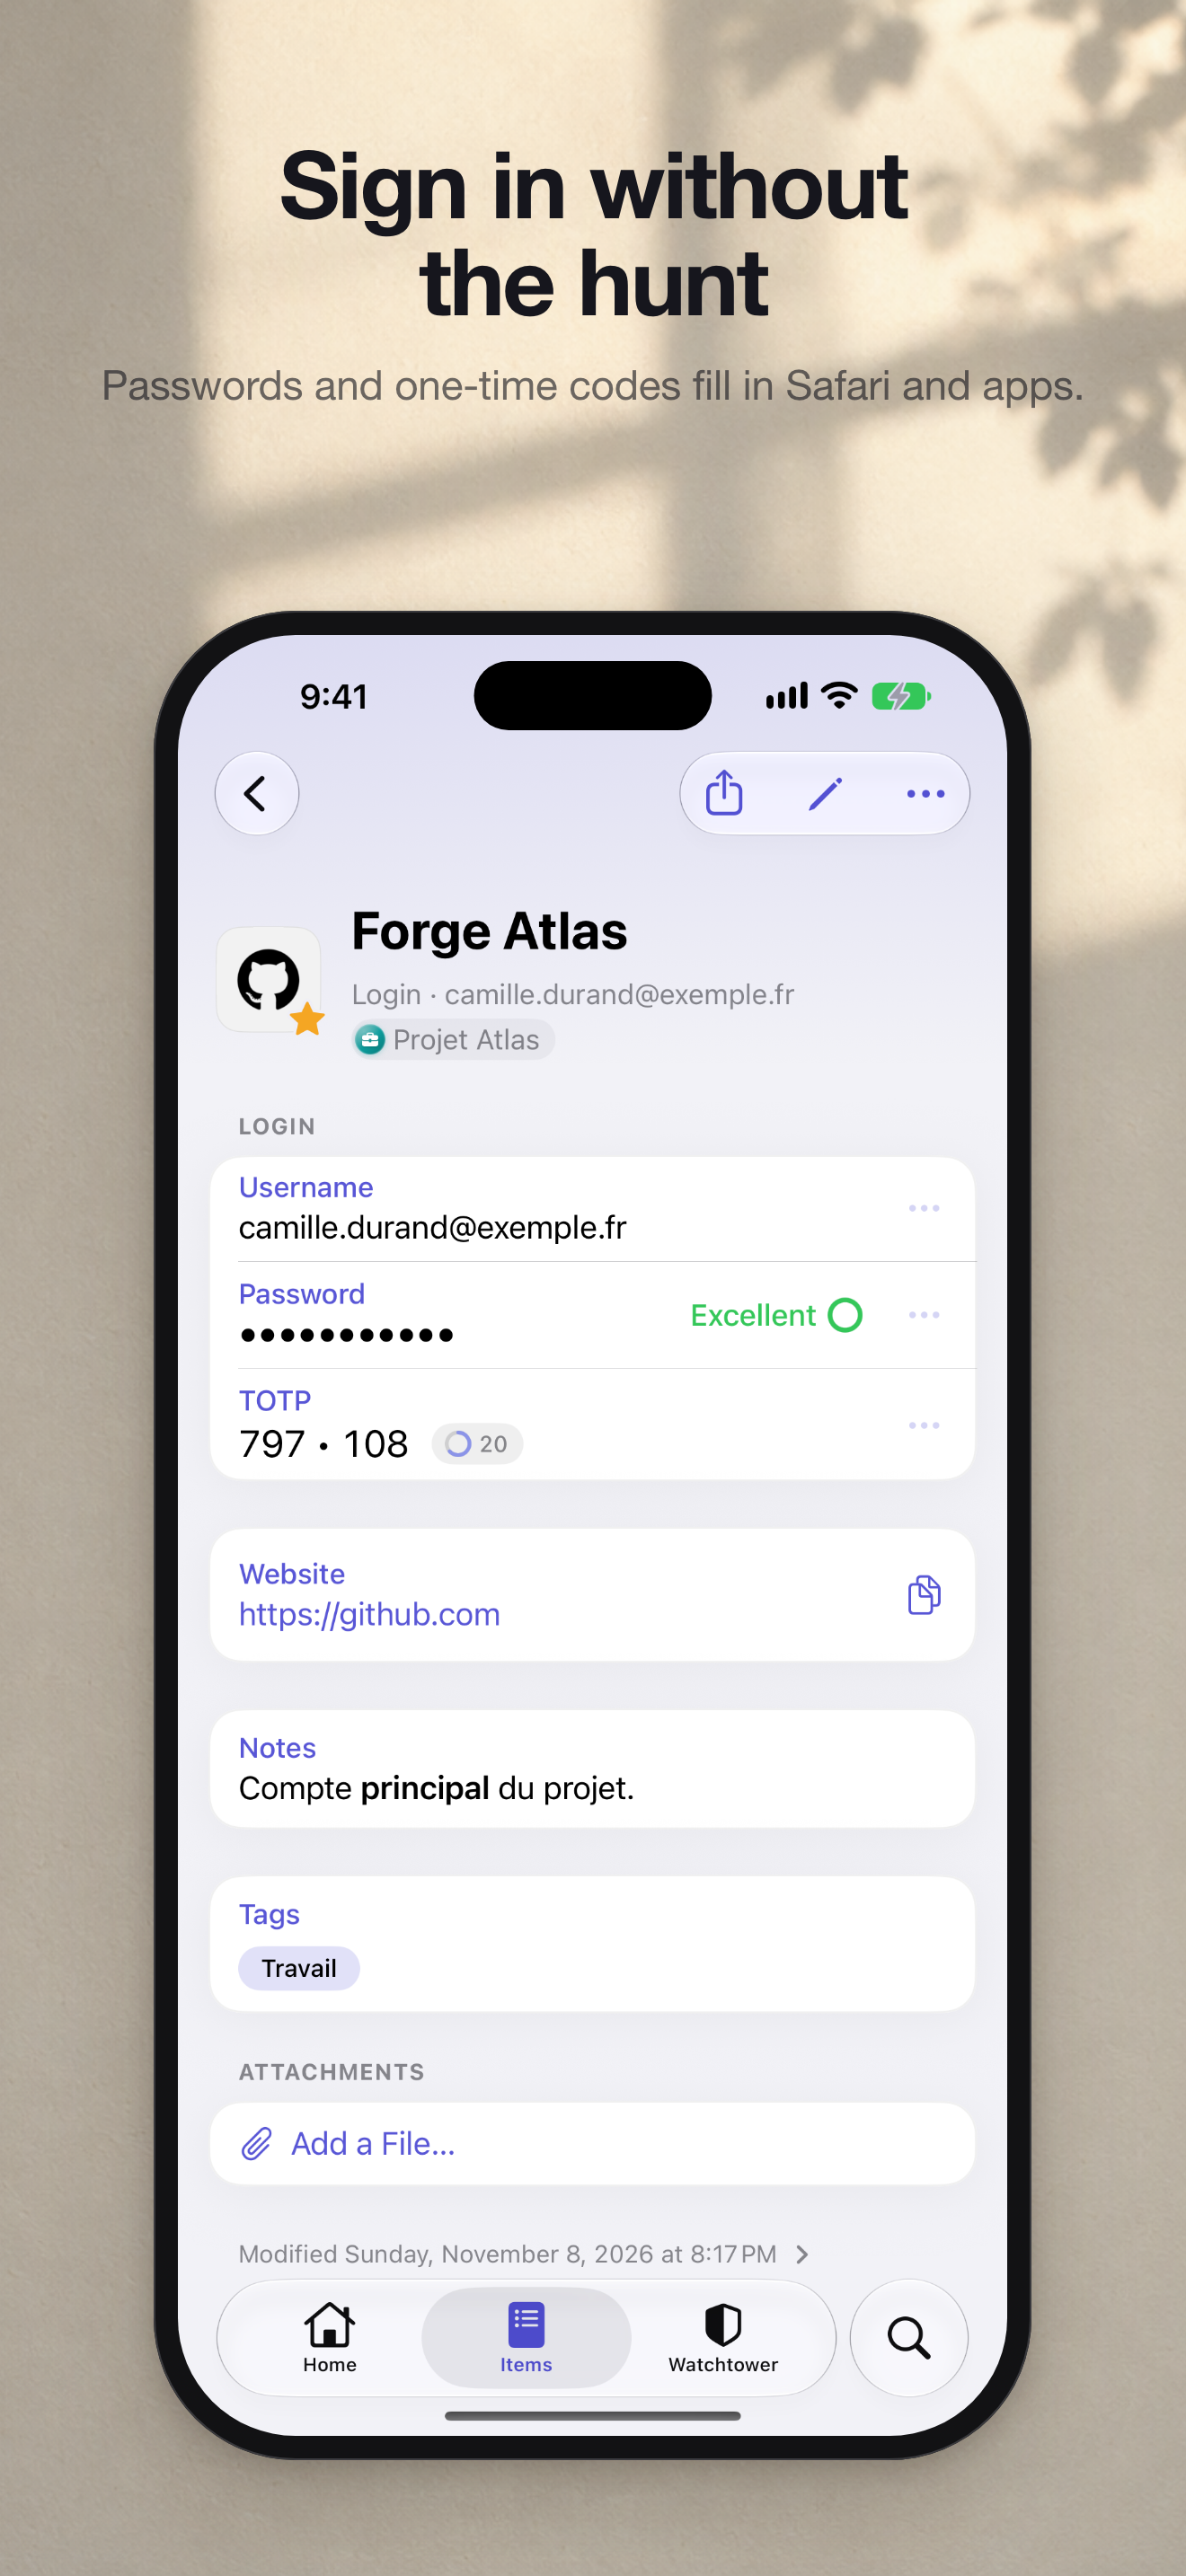 Sign in without
the hunt
Passwords and one-time codes fill in Safari and apps.
9:41
Forge Atlas
Login · camille.durand@exemple.fr
Projet Atlas
LOGIN
Username
camille.durand@exemple.fr
Password
●●●●●●●●●●●
Excellent
TOTP
797 • 108
20
Website
https://github.com
Notes
Compte principal du projet.
Tags
Travail
ATTACHMENTS
Add a File...
Modified Sunday, November 8, 2026 at 8:17 PM
Home
Items
Watchtower